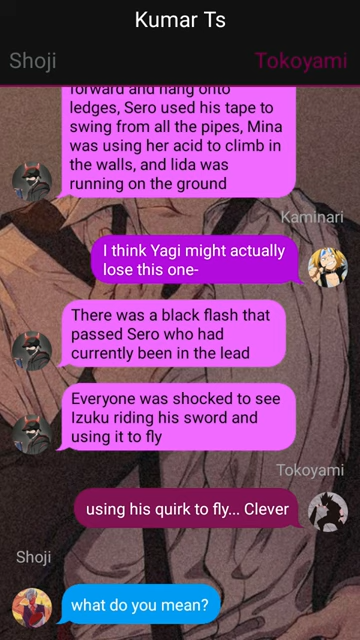 Kumar Ts
Shoji
Tokoyami
forward and hang onto
ledges, Sero used his tape to
swing from all the pipes, Mina
was using her acid to climb in
the walls, and Iida was
running on the ground
Kaminari
I think Yagi might actually
lose this one-
There was a black flash that
passed Sero who had
currently been in the lead
Everyone was shocked to see
Izuku riding his sword and
using it to fly
Tokoyami
using his quirk to fly... Clever
Shoji
what do you mean?